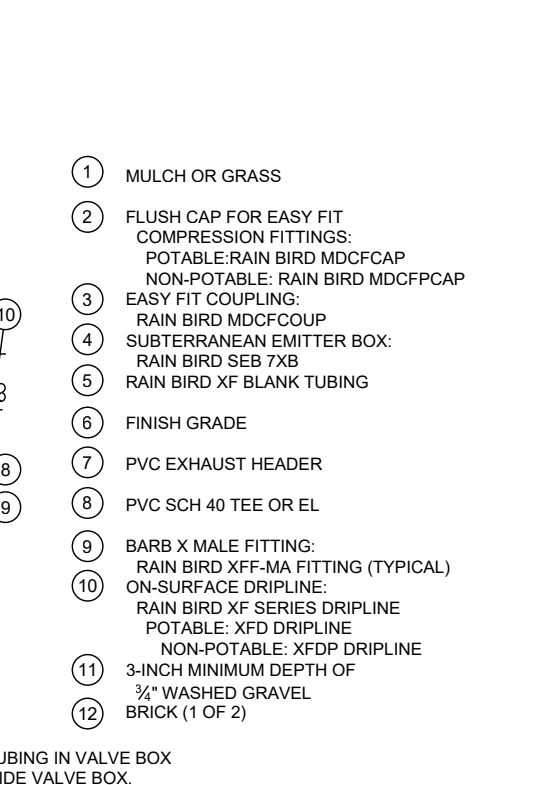 1 MULCH OR GRASS
2 FLUSH CAP FOR EASY FIT
COMPRESSION FITTINGS:
POTABLE:RAIN BIRD MDCFCAP
NON-POTABLE: RAIN BIRD MDCFPCAP
3 EASY FIT COUPLING:
RAIN BIRD MDCFCOUP
10
4 SUBTERRANEAN EMITTER BOX:
RAIN BIRD SEB 7XB
5 RAIN BIRD XF BLANK TUBING
6 FINISH GRADE
7 PVC EXHAUST HEADER
8
8 PVC SCH 40 TEE OR EL
9
9 BARB X MALE FITTING:
RAIN BIRD XFF-MA FITTING (TYPICAL)
10 ON-SURFACE DRIPLINE:
RAIN BIRD XF SERIES DRIPLINE
POTABLE: XFD DRIPLINE
NON-POTABLE: XFDP DRIPLINE
11 3-INCH MINIMUM DEPTH OF
¾" WASHED GRAVEL
12 BRICK (1 OF 2)
UBING IN VALVE BOX
IDE VALVE BOX.